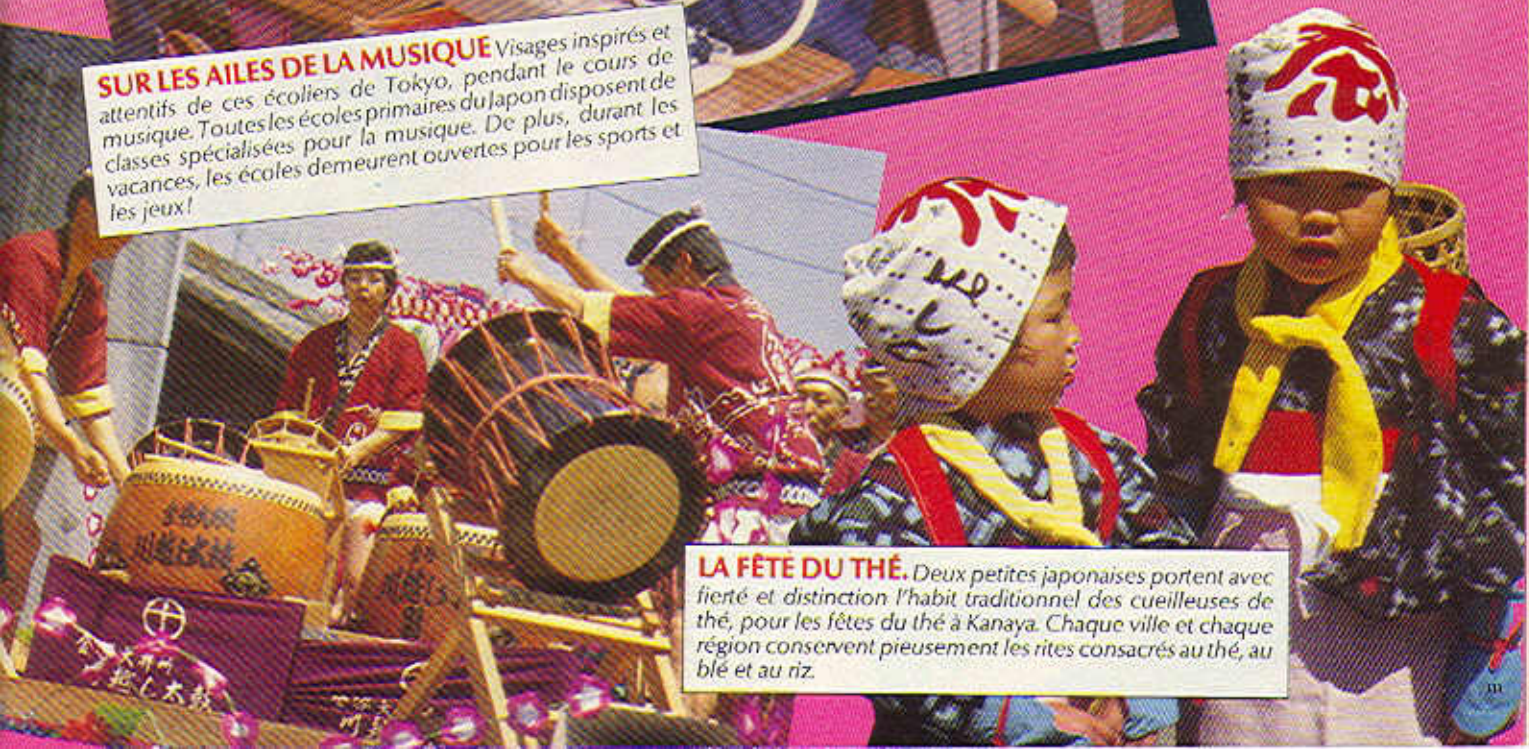 SUR LES AILES DE LA MUSIQUE Visages inspirés et
attentifs de ces écoliers de Tokyo, pendant le cours de
musique. Toutes les écoles primaires du Japon disposent de
classes spécialisées pour la musique. De plus, durant les
vacances, les écoles demeurent ouvertes pour les sports et
les jeux!
太鼓
LA FÊTE DU THÉ. Deux petites japonaises portent avec
fierté et distinction l'habit traditionnel des cueilleuses de
thé, pour les fêtes du thé à Kanaya. Chaque ville et chaque
région conservent pieusement les rites consacrés au thé, au
blé et au riz.